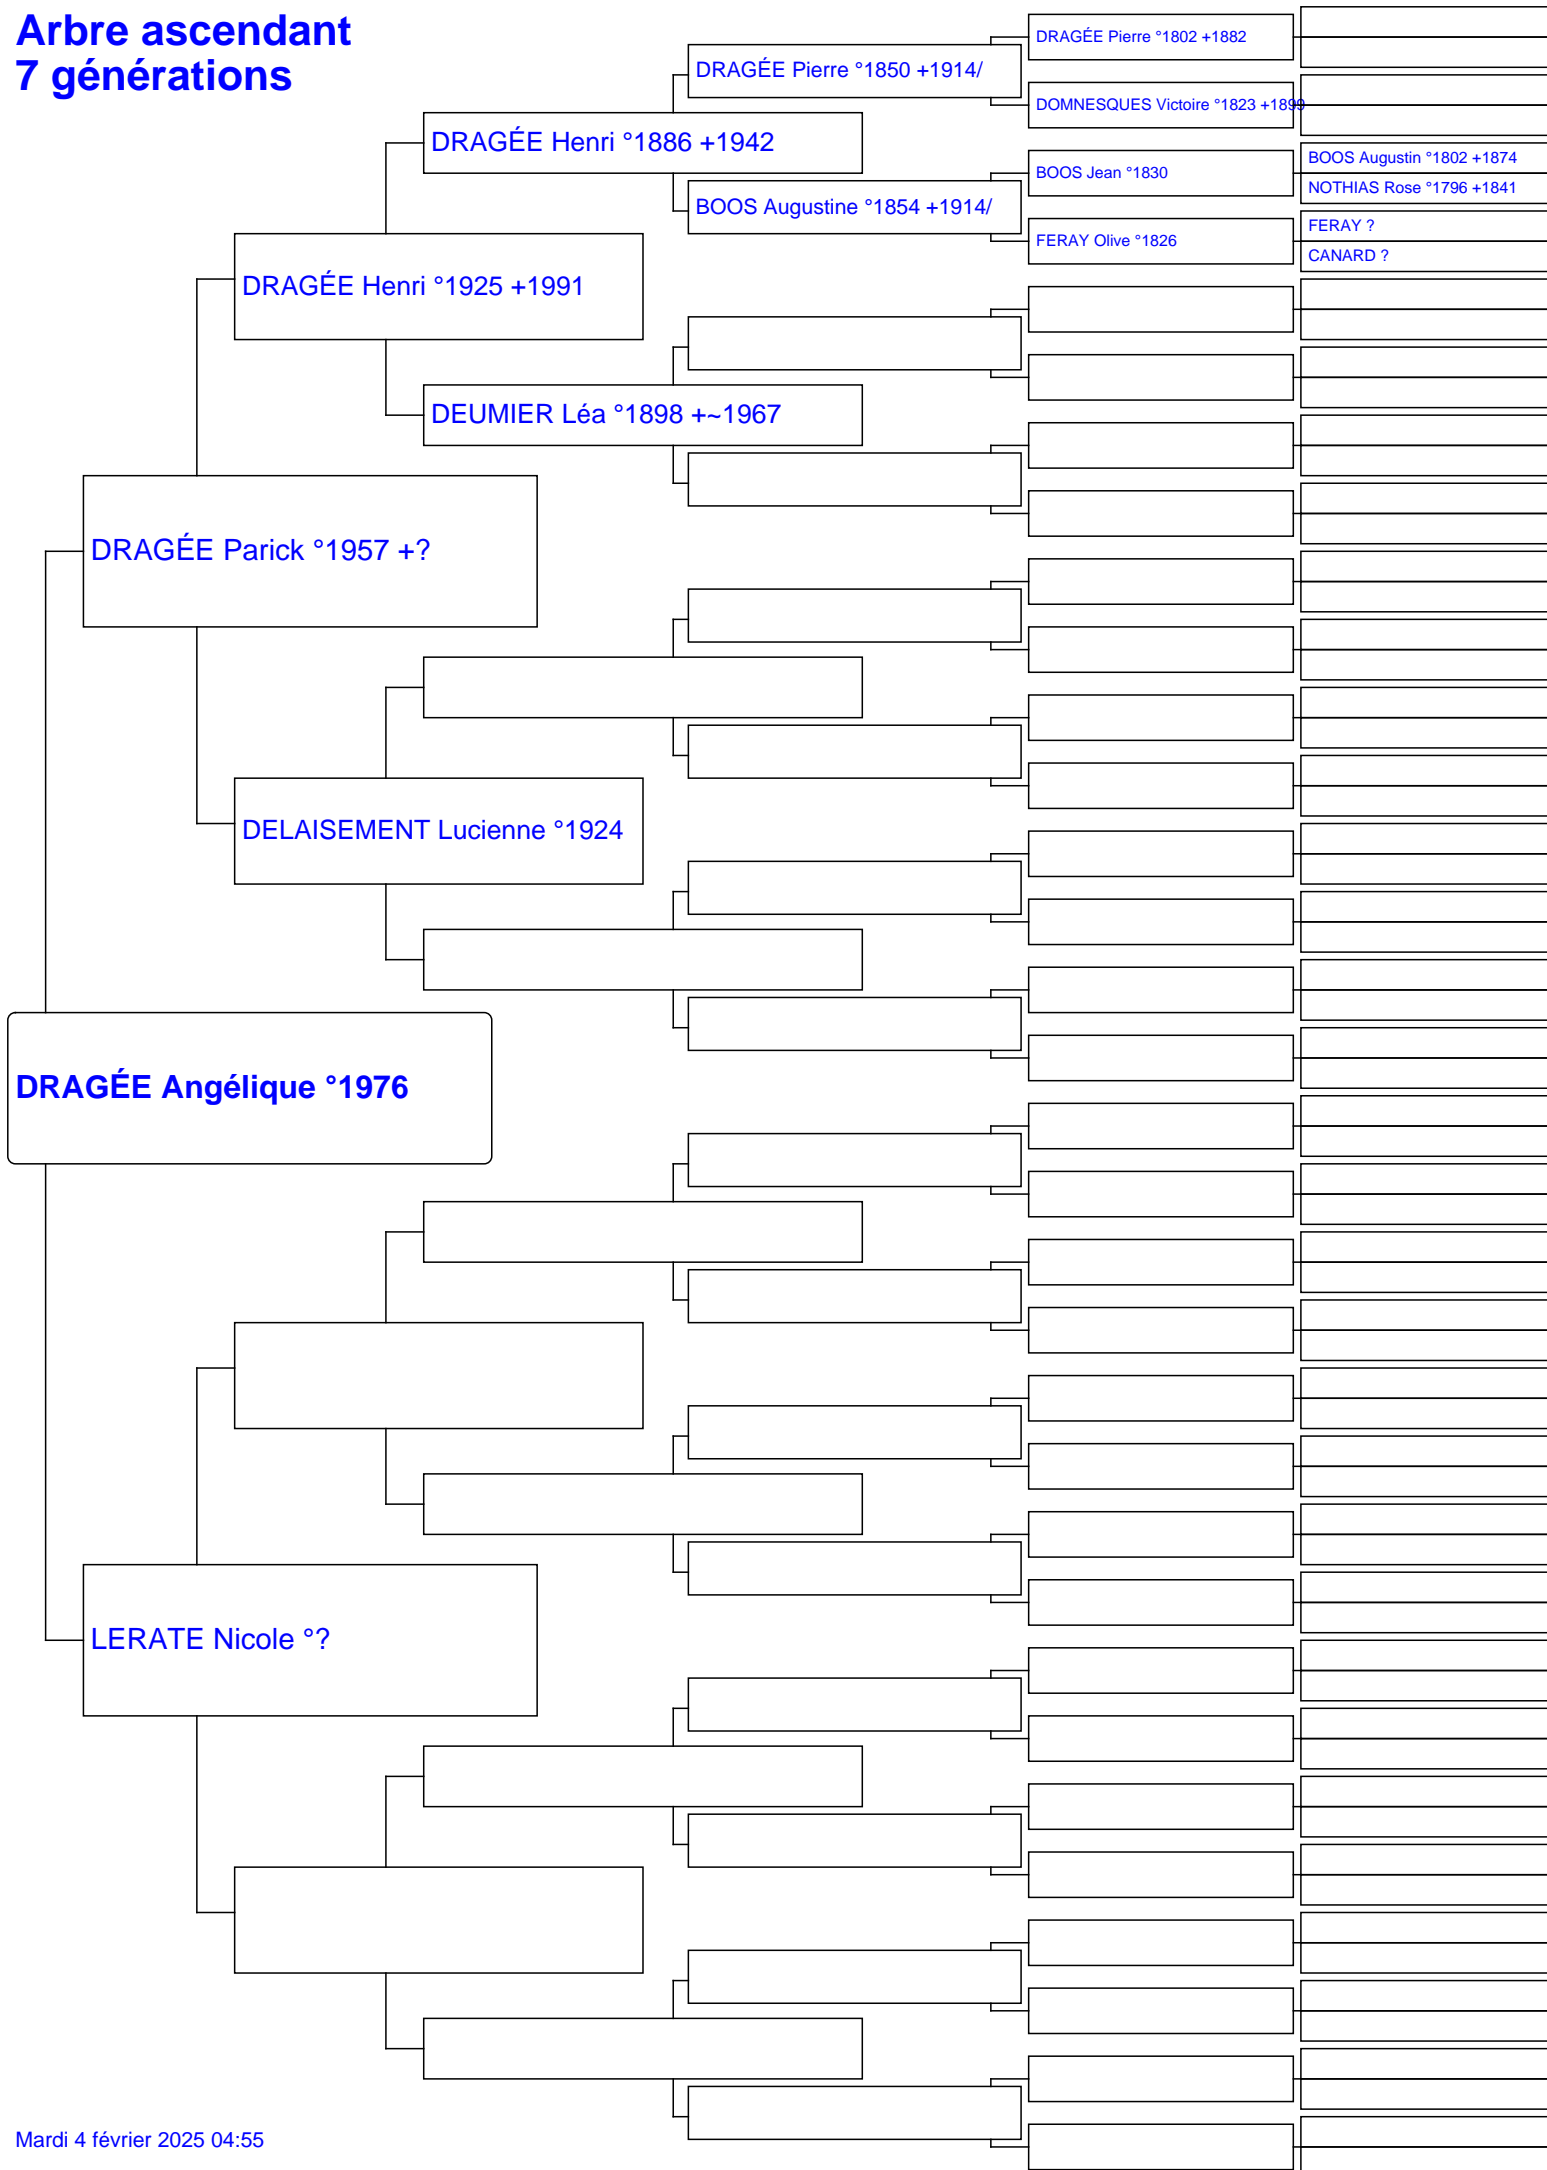 Arbre ascendant
7 générations
DRAGÉE Pierre °1802 +1882
DRAGÉE Pierre °1850 +1914/
DOMNESQUES Victoire °1823 +1899
DRAGÉE Henri °1886 +1942
BOOS Augustin °1802 +1874
BOOS Jean °1830
NOTHIAS Rose °1796 +1841
BOOS Augustine °1854 +1914/
FERAY ?
FERAY Olive °1826
CANARD ?
DRAGÉE Henri °1925 +1991
DEUMIER Léa °1898 +~1967
DRAGÉE Parick °1957 +?
DELAISEMENT Lucienne °1924
DRAGÉE Angélique °1976
LERATE Nicole °?
Mardi 4 février 2025 04:55